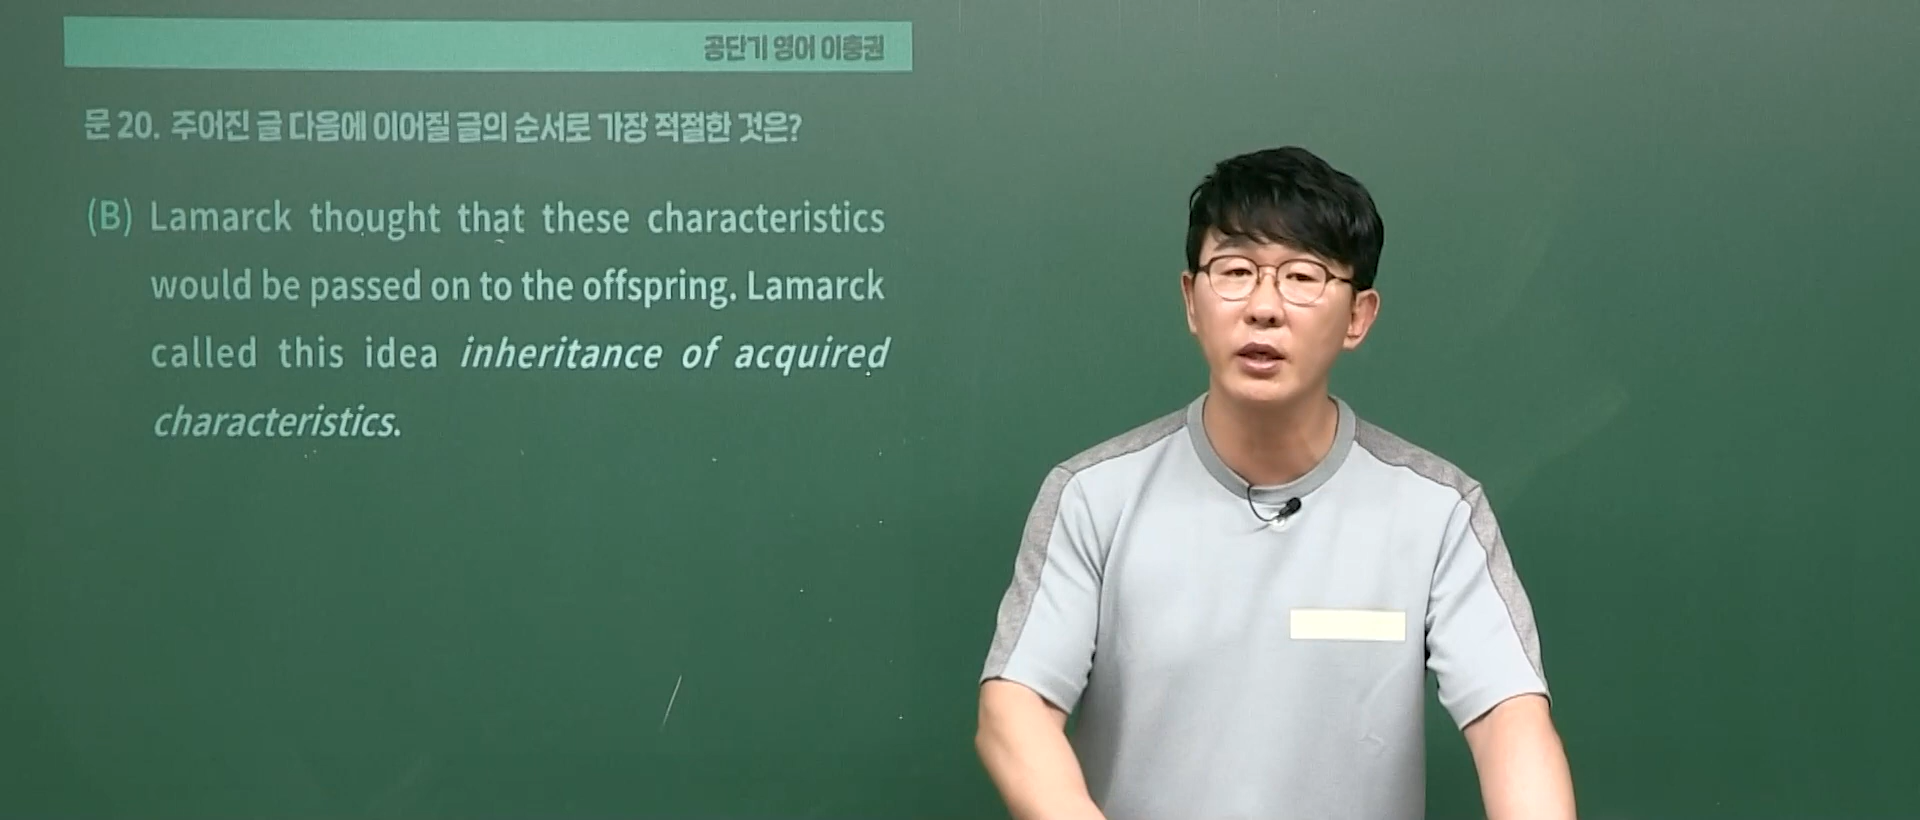 공단기 영어 이충권
문 20. 주어진 글 다음에 이어질 글의 순서로 가장 적절한 것은?
(B) Lamarck thought that these characteristics
would be passed on to the offspring. Lamarck
called this idea inheritance of acquired
characteristics.